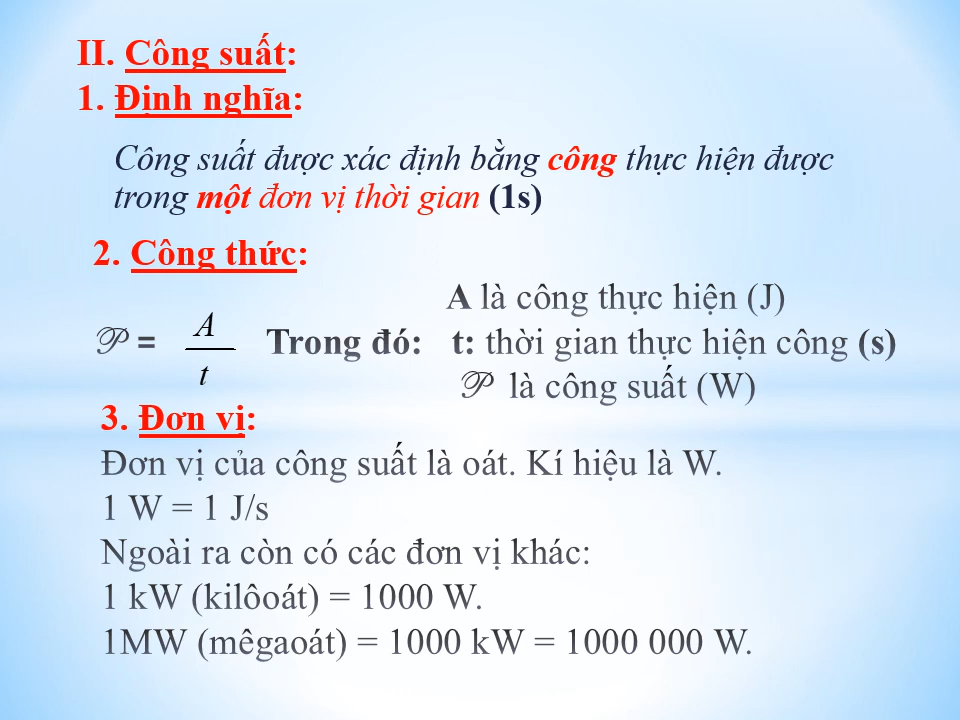 II. Công suất:
1. Định nghĩa:
Công suất được xác định bằng công thực hiện được
trong một đơn vị thời gian (1s)
2. Công thức:
A là công thực hiện (J)
𝒫 = A/t Trong đó: t: thời gian thực hiện công (s)
𝒫 là công suất (W)
3. Đơn vị:
Đơn vị của công suất là oát. Kí hiệu là W.
1 W = 1 J/s
Ngoài ra còn có các đơn vị khác:
1 kW (kilôoát) = 1000 W.
1MW (mêgaoát) = 1000 kW = 1000 000 W.